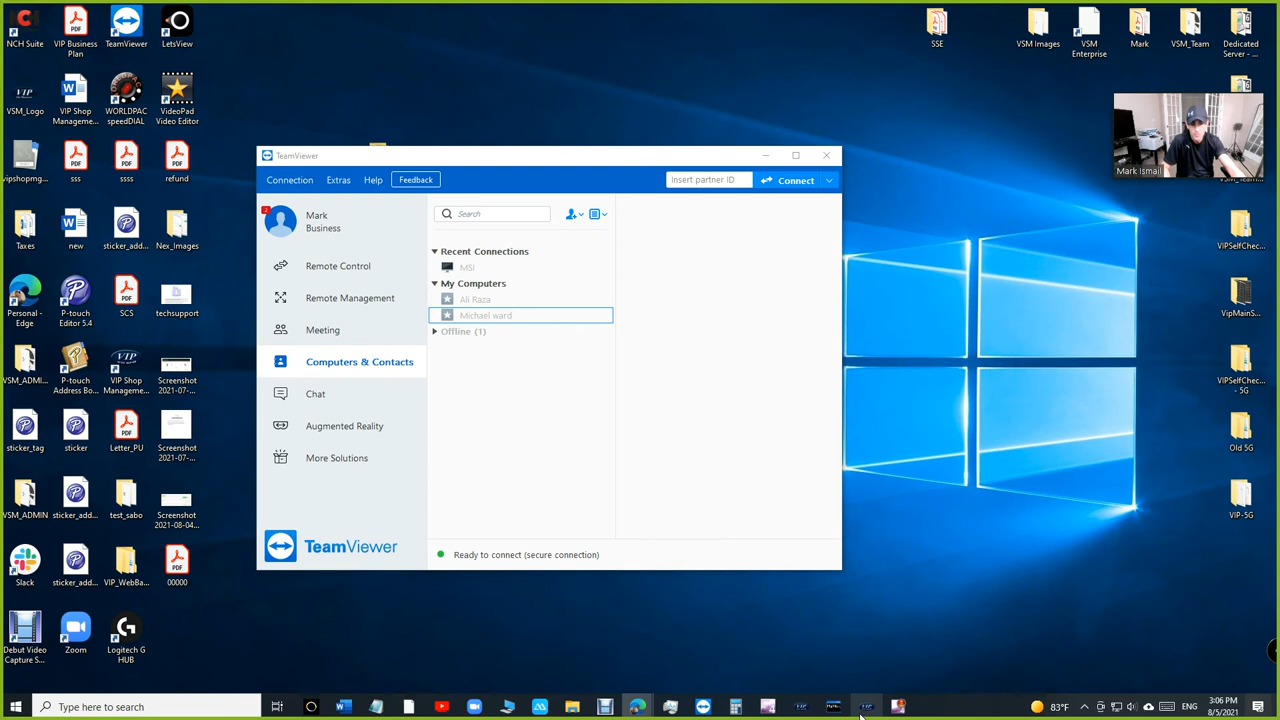 NCH Suite
VIP Business
Plan
TeamViewer
LetsView
SSE
VSM Images
VSM
Enterprise
Mark
VSM_Team
Dedicated
Server - ...
VSM_Logo
VIP Shop
Manageme...
WORLDPAC
speedDIAL
VideoPad
Video Editor
Mark Ismail
vipshopmg...
sss
ssss
refund
Taxes
new
sticker_add...
Nex_Images
VIPSelfChec...
Personal -
Edge
P-touch
Editor 5.4
SCS
techsupport
VipMainS...
VSM_ADMI...
P-touch
Address Bo...
VIP Shop
Manageme...
Screenshot
2021-07-...
VIPSelfChec...
- 5G
sticker_tag
sticker
Letter_PU
Screenshot
2021-07-...
Old 5G
VSM_ADMIN
sticker_add...
test_sabo
Screenshot
2021-08-04...
VIP-5G
Slack
sticker_add...
VIP_WebBa...
00000
Debut Video
Capture S...
Zoom
Logitech G
HUB
TeamViewer
Connection
Extras
Help
Feedback
Insert partner ID
Connect
2
Mark
Business
Search
Remote Control
Remote Management
Meeting
Computers & Contacts
Chat
Augmented Reality
More Solutions
TeamViewer
Recent Connections
MSI
My Computers
Ali Raza
Michael ward
Offline (1)
Ready to connect (secure connection)
Type here to search
83°F
3:06 PM
8/5/2021